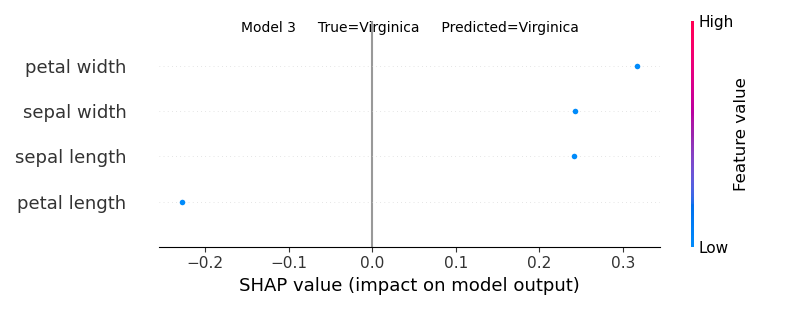 Model 3 True=Virginica Predicted=Virginica
High
petal width
sepal width
sepal length
petal length
Feature value
Low
−0.2 −0.1 0.0 0.1 0.2 0.3
SHAP value (impact on model output)